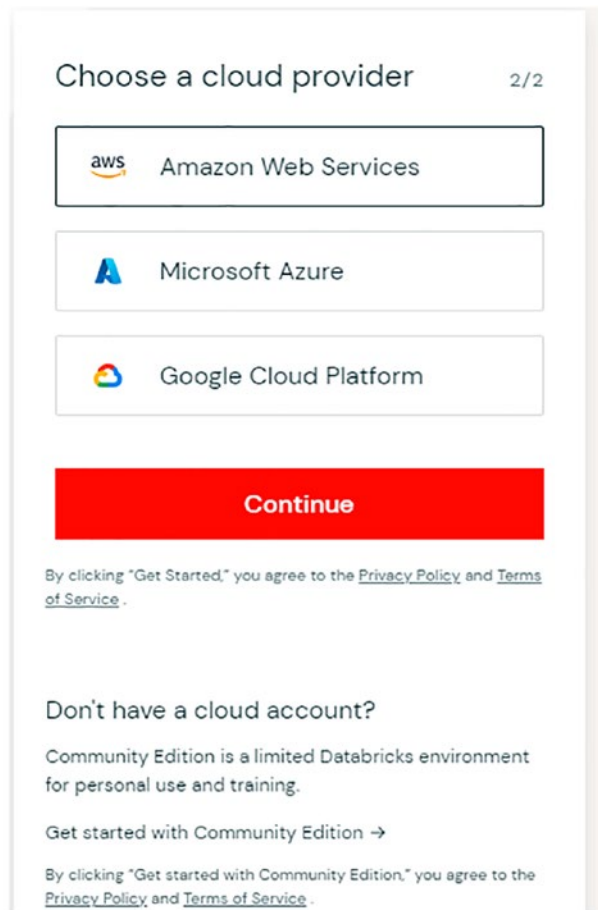 Choose a cloud provider 2/2
aws Amazon Web Services
Microsoft Azure
Google Cloud Platform
Continue
By clicking "Get Started," you agree to the Privacy Policy and Terms
of Service .
Don't have a cloud account?
Community Edition is a limited Databricks environment
for personal use and training.
Get started with Community Edition →
By clicking "Get started with Community Edition," you agree to the
Privacy Policy and Terms of Service .